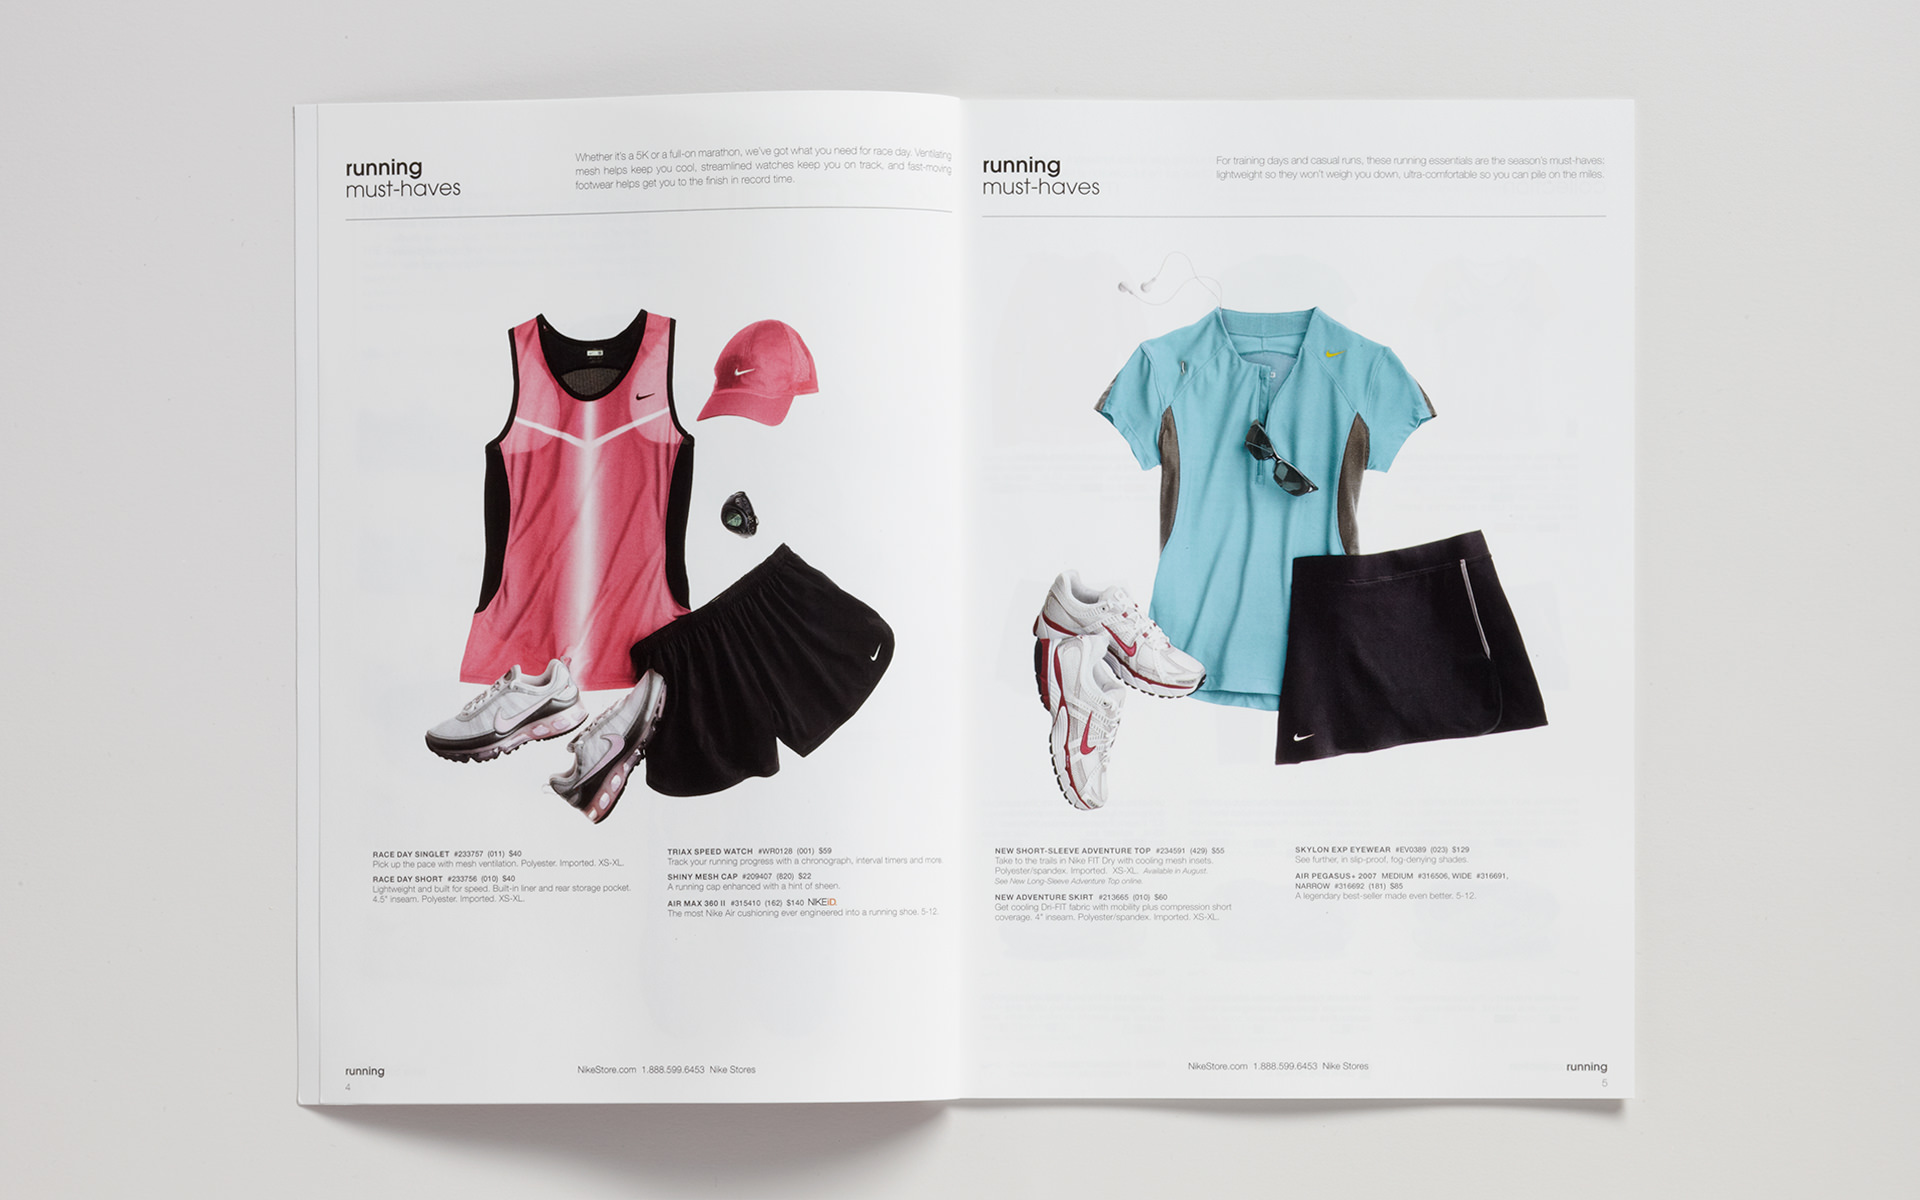 running
must-haves
Whether it's a 5K or a full-on marathon, we've got what you need for race day. Ventilating
mesh helps keep you cool, streamlined watches keep you on track, and fast-moving
footwear helps get you to the finish in record time.
RACE DAY SINGLET #233757 (011) $40
Pick up the pace with mesh ventilation. Polyester. Imported. XS-XL.
RACE DAY SHORT #233756 (010) $40
Lightweight and built for speed. Built-in liner and rear storage pocket.
4.5" inseam. Polyester. Imported. XS-XL.
TRIAX SPEED WATCH #WR0128 (001) $59
Track your running progress with a chronograph, interval timers and more.
SHINY MESH CAP #209407 (820) $22
A running cap enhanced with a hint of sheen.
AIR MAX 360 II #315410 (162) $140 NIKEiD.
The most Nike Air cushioning ever engineered into a running shoe. 5-12.
running
4
NikeStore.com 1.888.599.6453 Nike Stores
running
must-haves
For training days and casual runs, these running essentials are the season's must-haves:
lightweight so they won't weigh you down, ultra-comfortable so you can pile on the miles.
NEW SHORT-SLEEVE ADVENTURE TOP #234591 (429) $55
Take to the trails in Nike FIT Dry with cooling mesh insets.
Polyester/spandex. Imported. XS-XL. Available in August.
See New Long-Sleeve Adventure Top online.
NEW ADVENTURE SKIRT #213665 (010) $60
Get cooling Dri-FIT fabric with mobility plus compression short
coverage. 4" inseam. Polyester/spandex. Imported. XS-XL.
SKYLON EXP EYEWEAR #EV0389 (023) $129
See further, in slip-proof, fog-denying shades.
AIR PEGASUS+ 2007 MEDIUM #316506, WIDE #316691,
NARROW #316692 (181) $85
A legendary best-seller made even better. 5-12.
NikeStore.com 1.888.599.6453 Nike Stores
running
5